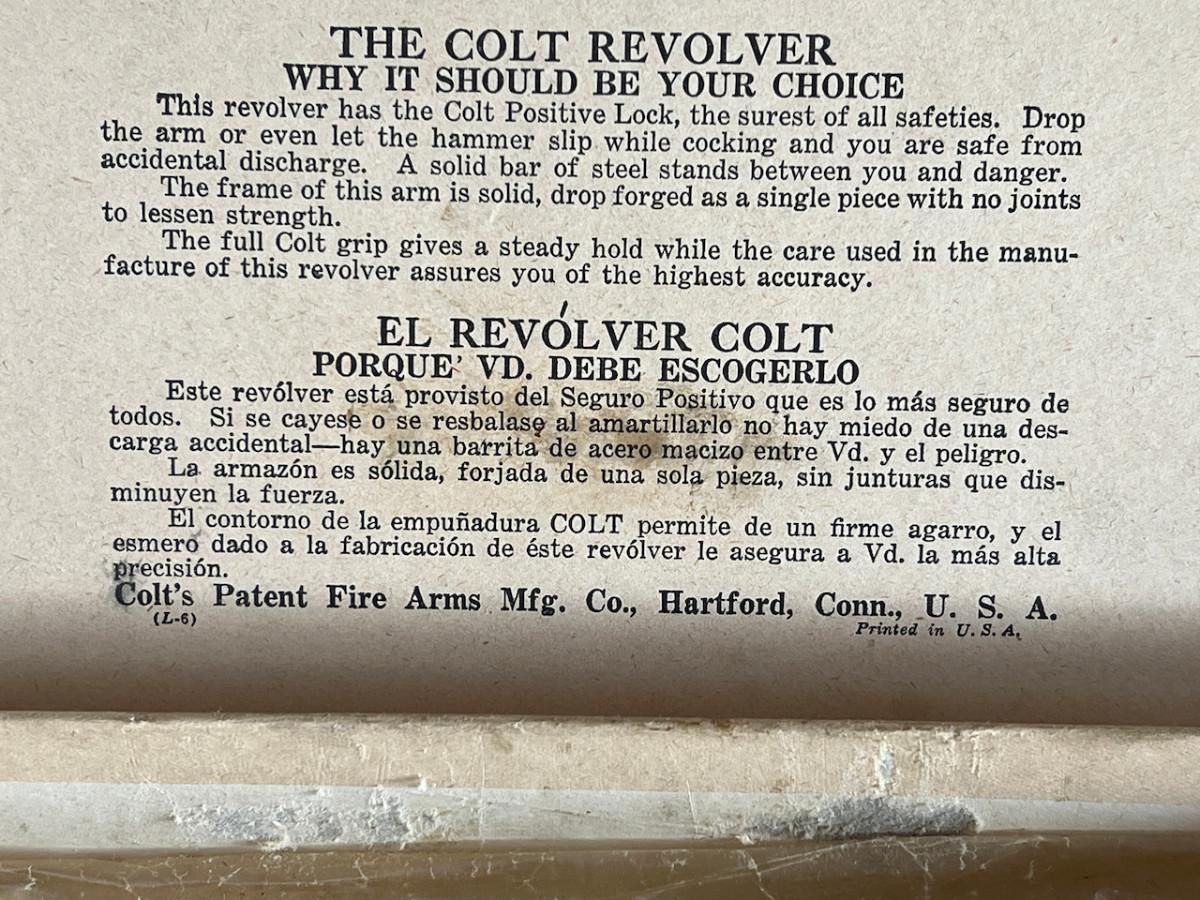 THE COLT REVOLVER
WHY IT SHOULD BE YOUR CHOICE
This revolver has the Colt Positive Lock, the surest of all safeties. Drop
the arm or even let the hammer slip while cocking and you are safe from
accidental discharge. A solid bar of steel stands between you and danger.
The frame of this arm is solid, drop forged as a single piece with no joints
to lessen strength.
The full Colt grip gives a steady hold while the care used in the manu-
facture of this revolver assures you of the highest accuracy.
EL REVÓLVER COLT
PORQUE' VD. DEBE ESCOGERLO
Este revólver está provisto del Seguro Positivo que es lo más seguro de
todos. Si se cayese o se resbalase al amartillarlo no hay miedo de una des-
carga accidental—hay una barrita de acero macizo entre Vd. y el peligro.
La armazón es sólida, forjada de una sola pieza, sin junturas que dis-
minuyen la fuerza.
El contorno de la empuñadura COLT permite de un firme agarro, y el
esmero dado a la fabricación de éste revólver le asegura a Vd. la más alta
precisión.
Colt's Patent Fire Arms Mfg. Co., Hartford, Conn., U. S. A.
(L-6)
Printed in U. S. A.